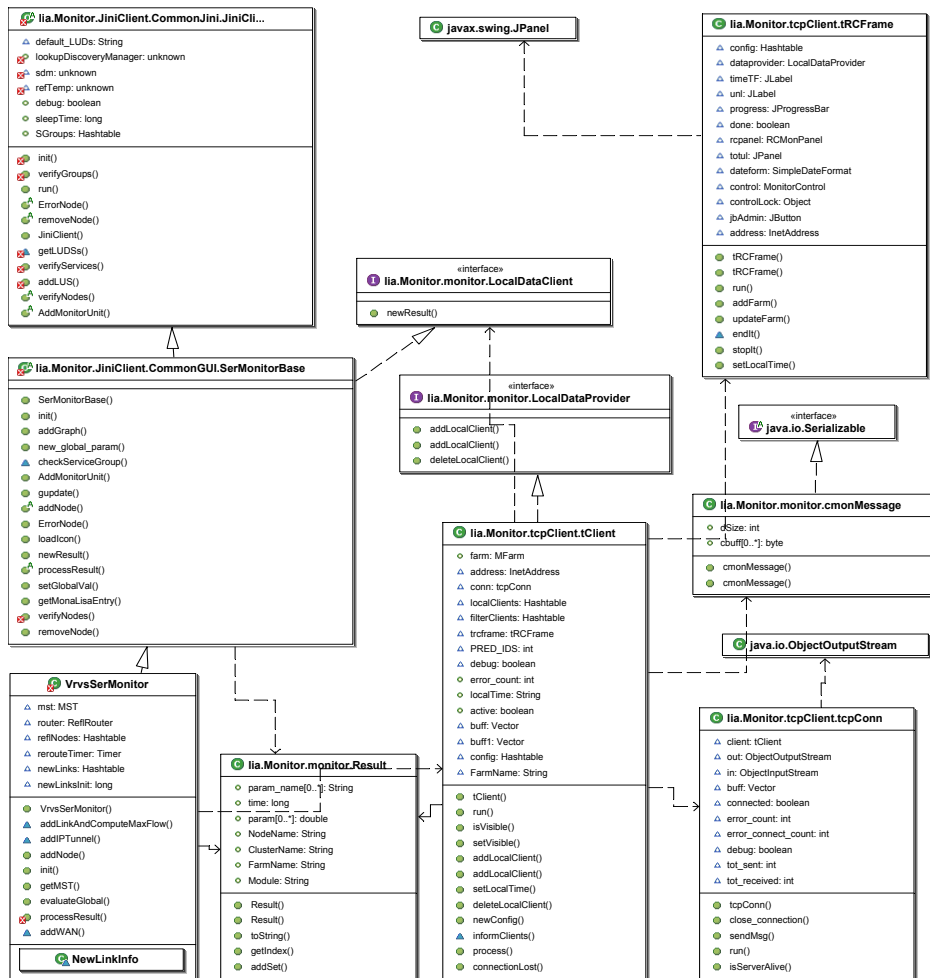 lia.Monitor.JiniClient.CommonJini.JiniCli...
default_LUDs: String
lookupDiscoveryManager: unknown
sdm: unknown
refTemp: unknown
debug: boolean
sleepTime: long
SGroups: Hashtable
init()
verifyGroups()
run()
ErrorNode()
removeNode()
JiniClient()
getLUDSs()
verifyServices()
addLUS()
verifyNodes()
AddMonitorUnit()
javax.swing.JPanel
lia.Monitor.tcpClient.tRCFrame
config: Hashtable
dataprovider: LocalDataProvider
timeTF: JLabel
unl: JLabel
progress: JProgressBar
done: boolean
rcpanel: RCMonPanel
totul: JPanel
dateform: SimpleDateFormat
control: MonitorControl
controlLock: Object
jbAdmin: JButton
address: InetAddress
tRCFrame()
tRCFrame()
run()
addFarm()
updateFarm()
endIt()
stopIt()
setLocalTime()
«interface»
lia.Monitor.monitor.LocalDataClient
newResult()
lia.Monitor.JiniClient.CommonGUI.SerMonitorBase
SerMonitorBase()
init()
addGraph()
new_global_param()
checkServiceGroup()
AddMonitorUnit()
gupdate()
addNode()
ErrorNode()
loadIcon()
newResult()
processResult()
setGlobalVal()
getMonaLisaEntry()
verifyNodes()
removeNode()
«interface»
lia.Monitor.monitor.LocalDataProvider
addLocalClient()
addLocalClient()
deleteLocalClient()
«interface»
java.io.Serializable
lia.Monitor.monitor.cmonMessage
dSize: int
cbuff[0..*]: byte
cmonMessage()
cmonMessage()
java.io.ObjectOutputStream
lia.Monitor.tcpClient.tClient
farm: MFarm
address: InetAddress
conn: tcpConn
localClients: Hashtable
filterClients: Hashtable
trcframe: tRCFrame
PRED_IDS: int
debug: boolean
error_count: int
localTime: String
active: boolean
buff: Vector
buff1: Vector
config: Hashtable
FarmName: String
tClient()
run()
isVisible()
setVisible()
addLocalClient()
addLocalClient()
setLocalTime()
deleteLocalClient()
newConfig()
informClients()
process()
connectionLost()
VrvsSerMonitor
mst: MST
router: ReflRouter
reflNodes: Hashtable
rerouteTimer: Timer
newLinks: Hashtable
newLinksInit: long
VrvsSerMonitor()
addLinkAndComputeMaxFlow()
addIPTunnel()
addNode()
init()
getMST()
evaluateGlobal()
processResult()
addWAN()
NewLinkInfo
lia.Monitor.monitor.Result
param_name[0..*]: String
time: long
param[0..*]: double
NodeName: String
ClusterName: String
FarmName: String
Module: String
Result()
Result()
toString()
getIndex()
addSet()
lia.Monitor.tcpClient.tcpConn
client: tClient
out: ObjectOutputStream
in: ObjectInputStream
buff: Vector
connected: boolean
error_count: int
error_connect_count: int
debug: boolean
tot_sent: int
tot_received: int
tcpConn()
close_connection()
sendMsg()
run()
isServerAlive()